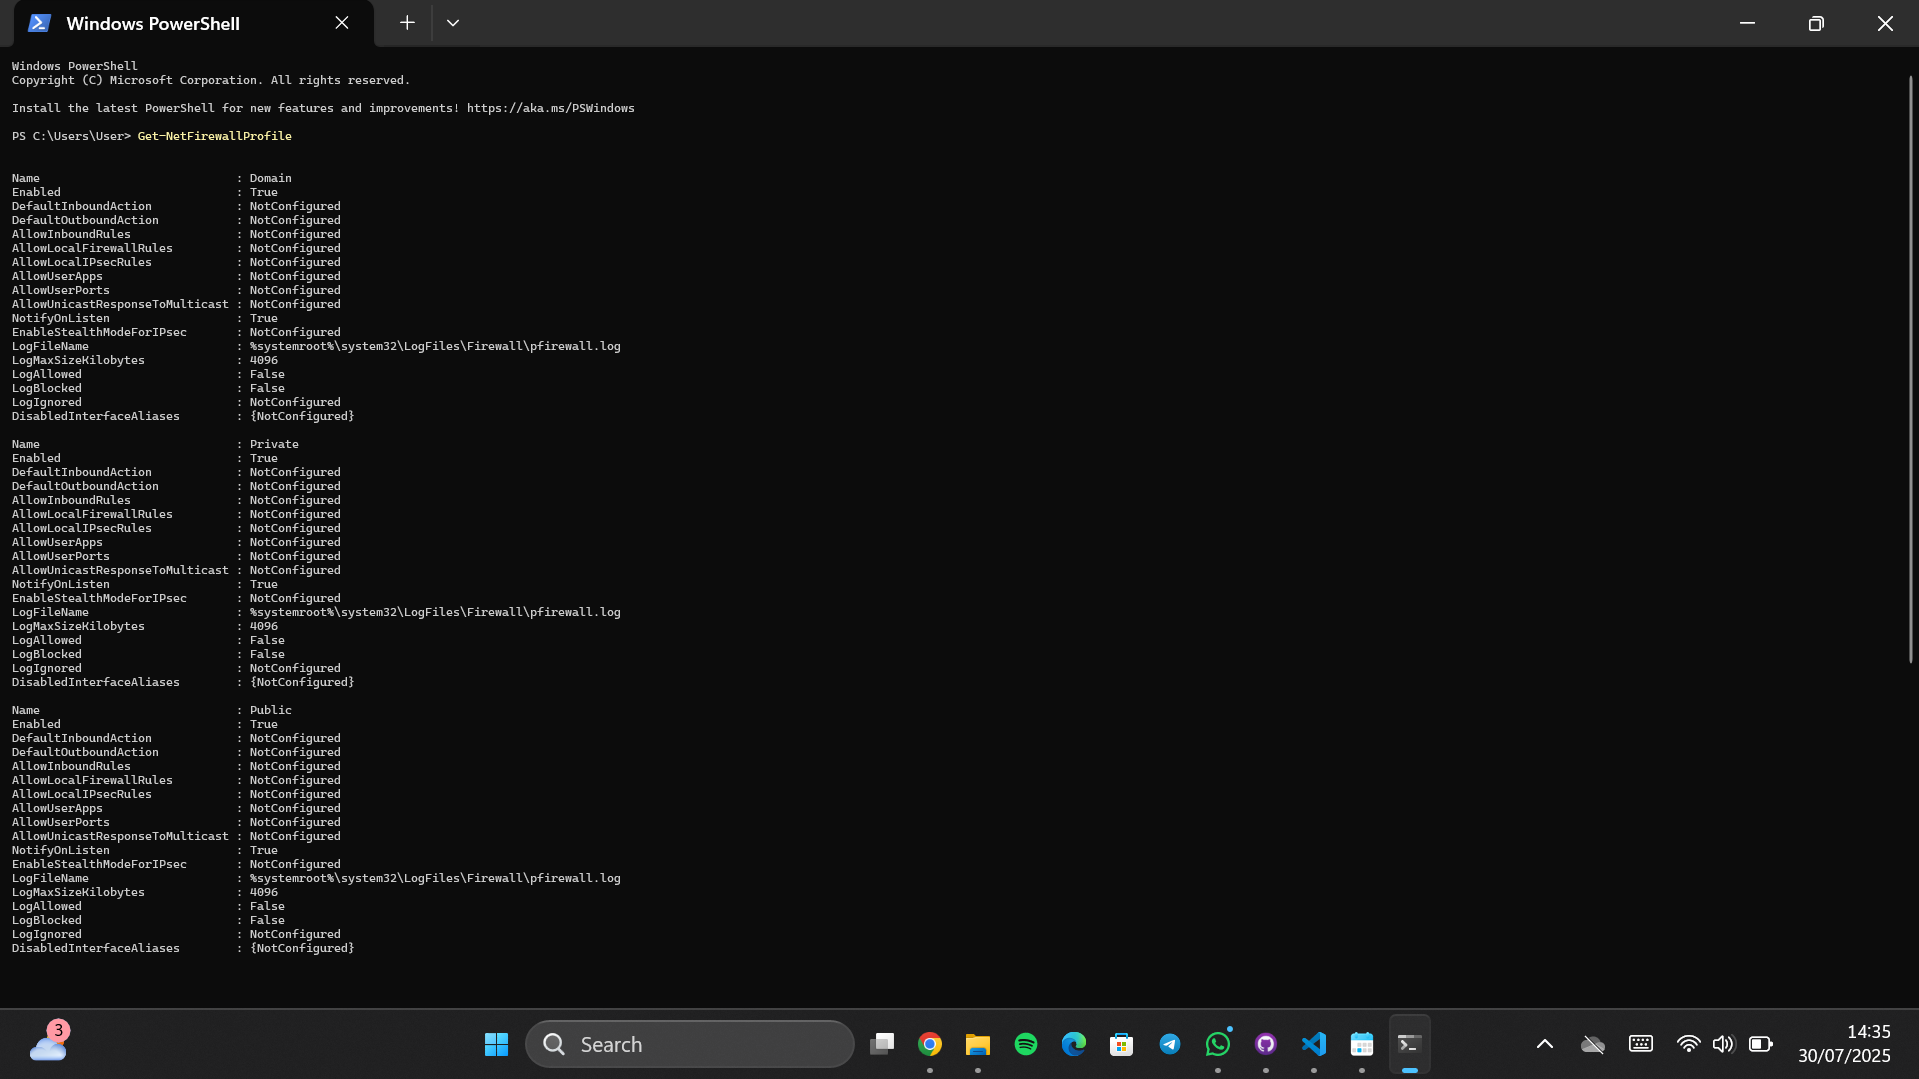 Windows PowerShell
Windows PowerShell
Copyright (C) Microsoft Corporation. All rights reserved.
Install the latest PowerShell for new features and improvements! https://aka.ms/PSWindows
PS C:\Users\User> Get-NetFirewallProfile
Name                            : Domain
Enabled                         : True
DefaultInboundAction            : NotConfigured
DefaultOutboundAction           : NotConfigured
AllowInboundRules               : NotConfigured
AllowLocalFirewallRules         : NotConfigured
AllowLocalIPsecRules            : NotConfigured
AllowUserApps                   : NotConfigured
AllowUserPorts                  : NotConfigured
AllowUnicastResponseToMulticast : NotConfigured
NotifyOnListen                  : True
EnableStealthModeForIPsec       : NotConfigured
LogFileName                     : %systemroot%\system32\LogFiles\Firewall\pfirewall.log
LogMaxSizeKilobytes             : 4096
LogAllowed                      : False
LogBlocked                      : False
LogIgnored                      : NotConfigured
DisabledInterfaceAliases        : {NotConfigured}
Name                            : Private
Enabled                         : True
DefaultInboundAction            : NotConfigured
DefaultOutboundAction           : NotConfigured
AllowInboundRules               : NotConfigured
AllowLocalFirewallRules         : NotConfigured
AllowLocalIPsecRules            : NotConfigured
AllowUserApps                   : NotConfigured
AllowUserPorts                  : NotConfigured
AllowUnicastResponseToMulticast : NotConfigured
NotifyOnListen                  : True
EnableStealthModeForIPsec       : NotConfigured
LogFileName                     : %systemroot%\system32\LogFiles\Firewall\pfirewall.log
LogMaxSizeKilobytes             : 4096
LogAllowed                      : False
LogBlocked                      : False
LogIgnored                      : NotConfigured
DisabledInterfaceAliases        : {NotConfigured}
Name                            : Public
Enabled                         : True
DefaultInboundAction            : NotConfigured
DefaultOutboundAction           : NotConfigured
AllowInboundRules               : NotConfigured
AllowLocalFirewallRules         : NotConfigured
AllowLocalIPsecRules            : NotConfigured
AllowUserApps                   : NotConfigured
AllowUserPorts                  : NotConfigured
AllowUnicastResponseToMulticast : NotConfigured
NotifyOnListen                  : True
EnableStealthModeForIPsec       : NotConfigured
LogFileName                     : %systemroot%\system32\LogFiles\Firewall\pfirewall.log
LogMaxSizeKilobytes             : 4096
LogAllowed                      : False
LogBlocked                      : False
LogIgnored                      : NotConfigured
DisabledInterfaceAliases        : {NotConfigured}
3
Search
14:35
30/07/2025